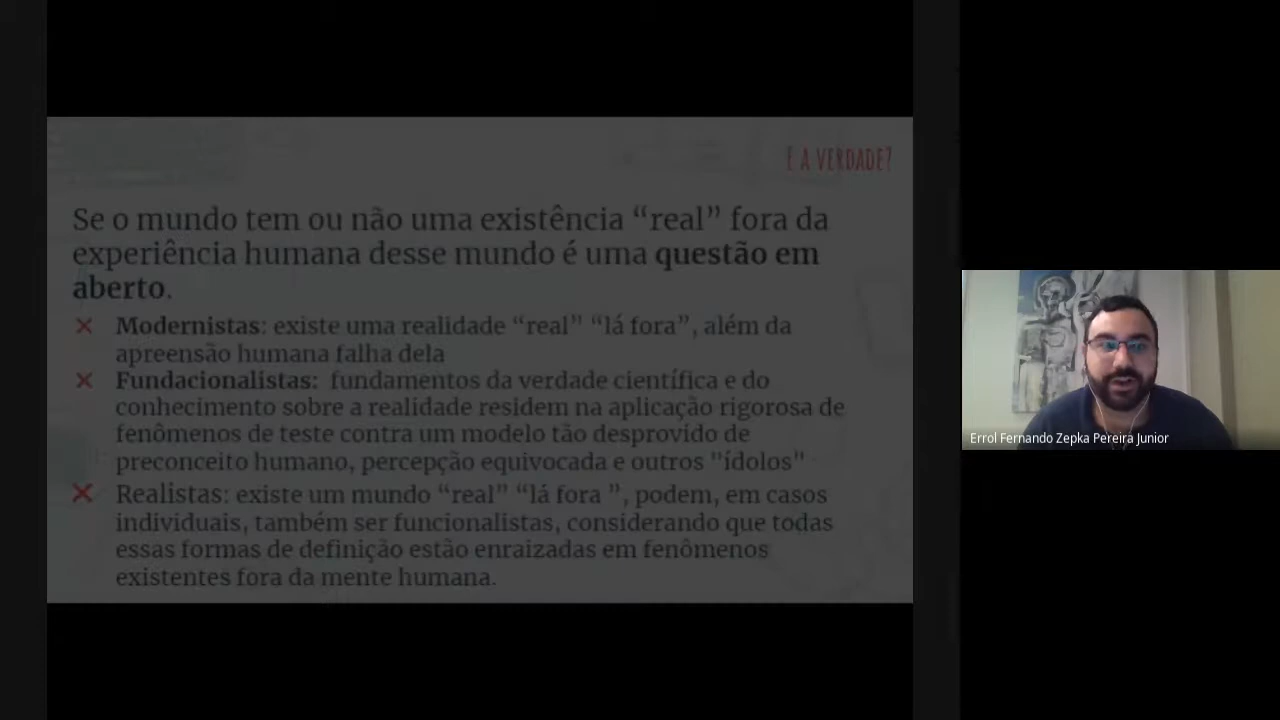 E A VERDADE?
Se o mundo tem ou não uma existência “real” fora da
experiência humana desse mundo é uma questão em
aberto.
Modernistas: existe uma realidade “real” “lá fora”, além da
apreensão humana falha dela
Fundacionalistas: fundamentos da verdade científica e do
conhecimento sobre a realidade residem na aplicação rigorosa de
fenômenos de teste contra um modelo tão desprovido de
preconceito humano, percepção equivocada e outros "ídolos"
Realistas: existe um mundo “real” “lá fora ”, podem, em casos
individuais, também ser funcionalistas, considerando que todas
essas formas de definição estão enraizadas em fenômenos
existentes fora da mente humana.
Errol Fernando Zepka Pereira Junior